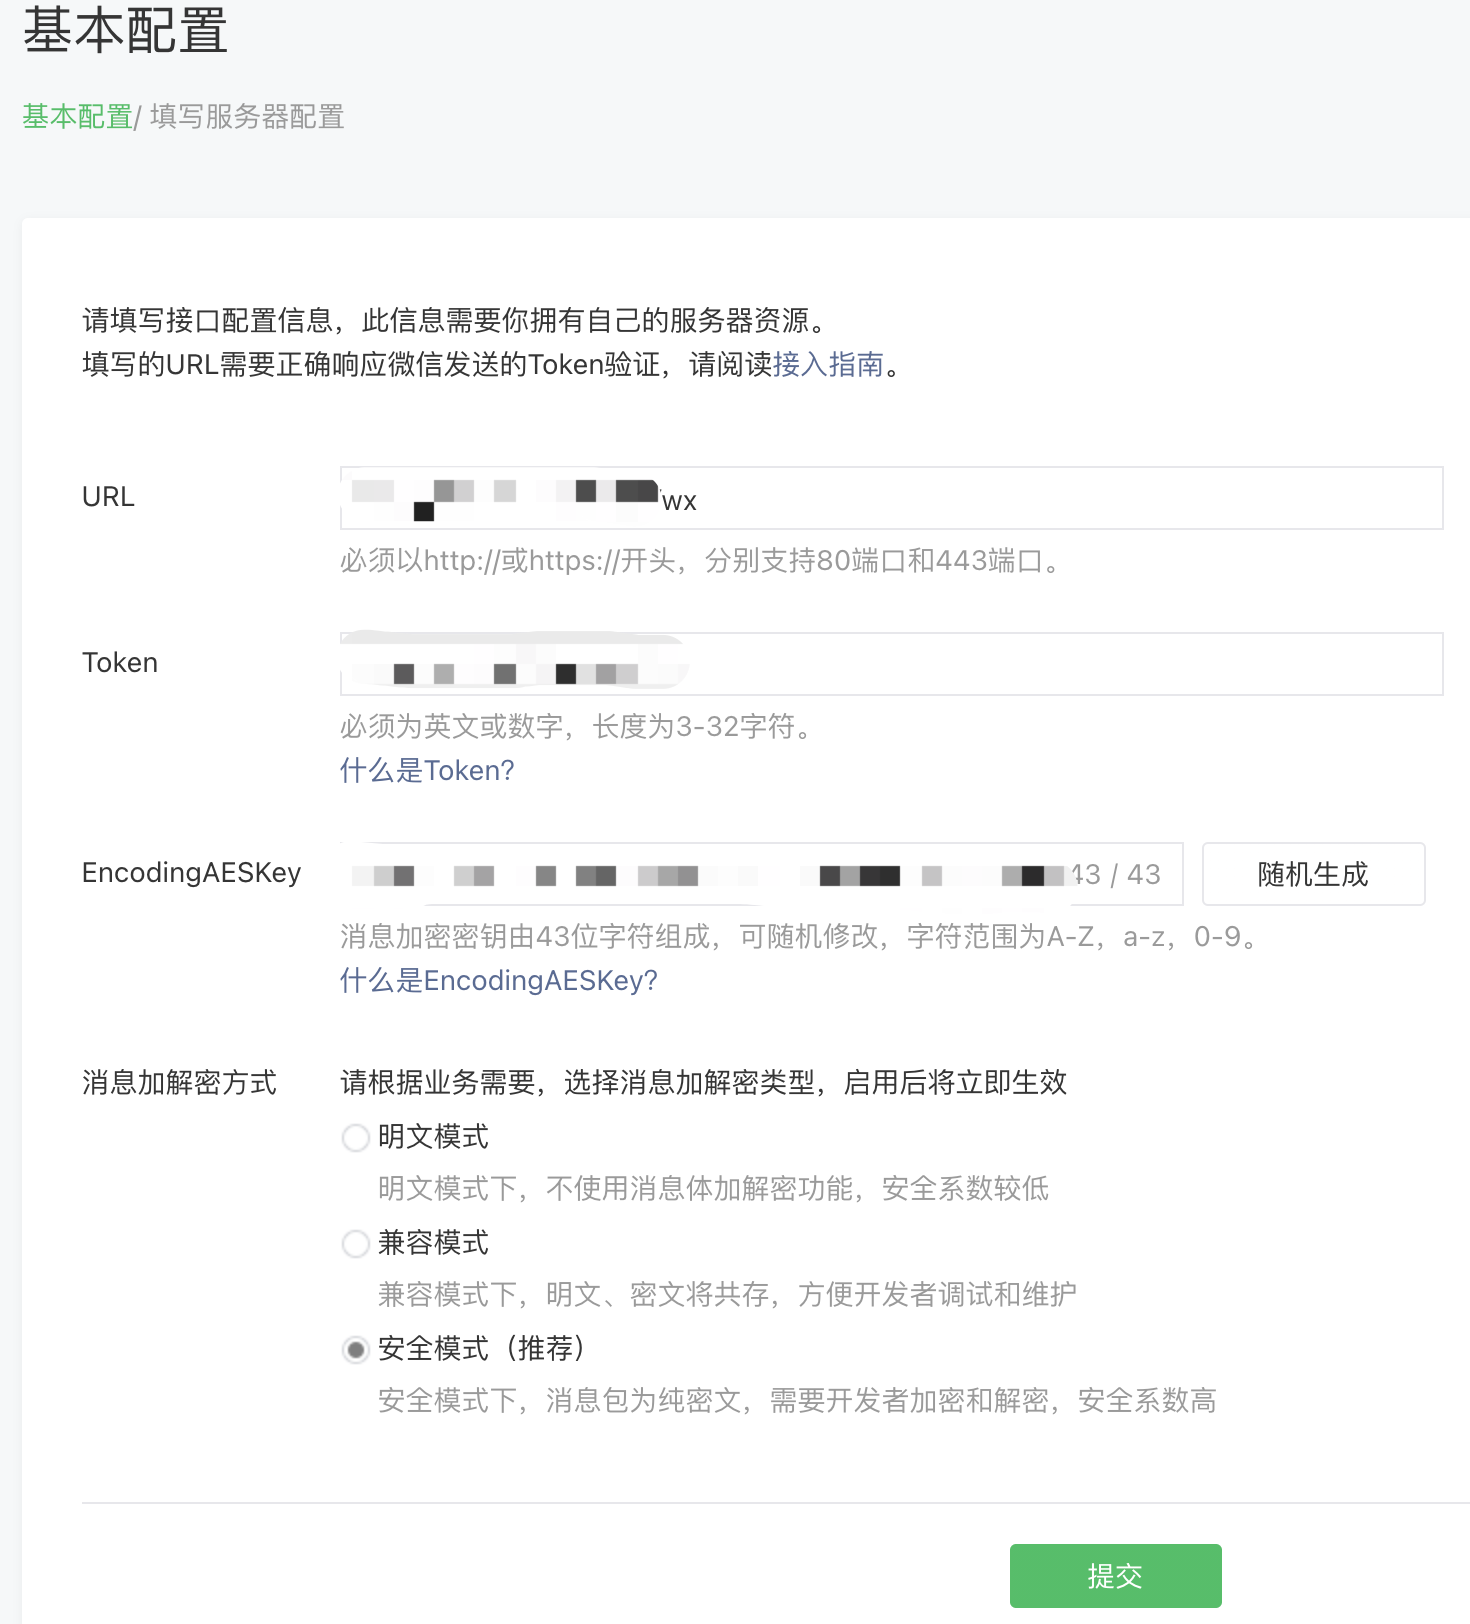 基本配置
基本配置/ 填写服务器配置
请填写接口配置信息，此信息需要你拥有自己的服务器资源。
填写的URL需要正确响应微信发送的Token验证，请阅读接入指南。
URL
wx
必须以http://或https://开头，分别支持80端口和443端口。
Token
必须为英文或数字，长度为3-32字符。
什么是Token?
EncodingAESKey
43 / 43
随机生成
消息加密密钥由43位字符组成，可随机修改，字符范围为A-Z，a-z，0-9。
什么是EncodingAESKey?
消息加解密方式
请根据业务需要，选择消息加解密类型，启用后将立即生效
明文模式
明文模式下，不使用消息体加解密功能，安全系数较低
兼容模式
兼容模式下，明文、密文将共存，方便开发者调试和维护
安全模式（推荐）
安全模式下，消息包为纯密文，需要开发者加密和解密，安全系数高
提交